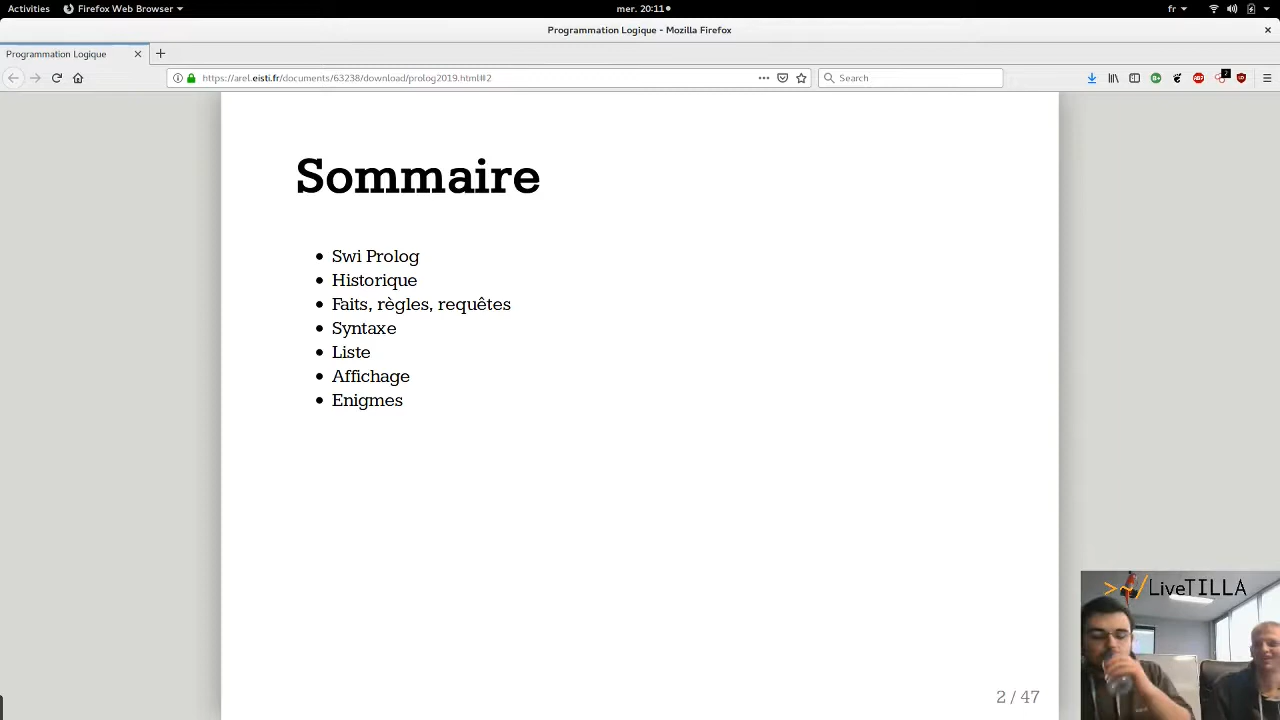 Activities Firefox Web Browser mer. 20:11 fr
Programmation Logique - Mozilla Firefox
Programmation Logique
https://arel.eisti.fr/documents/63238/download/prolog2019.html#2 Search 2
Sommaire
Swi Prolog
Historique
Faits, règles, requêtes
Syntaxe
Liste
Affichage
Enigmes
>~/LiveTILLA
2 / 47